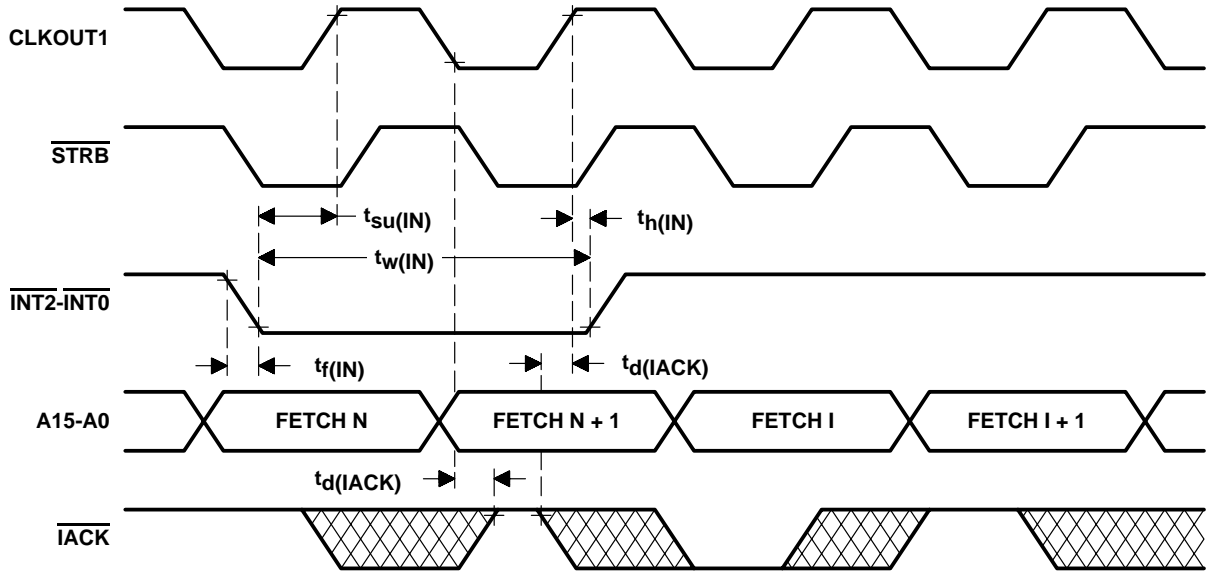 CLKOUT1
STRB
tsu(IN)
th(IN)
tw(IN)
INT2-INT0
tf(IN)
td(IACK)
A15-A0
FETCH N
FETCH N + 1
FETCH I
FETCH I + 1
td(IACK)
IACK